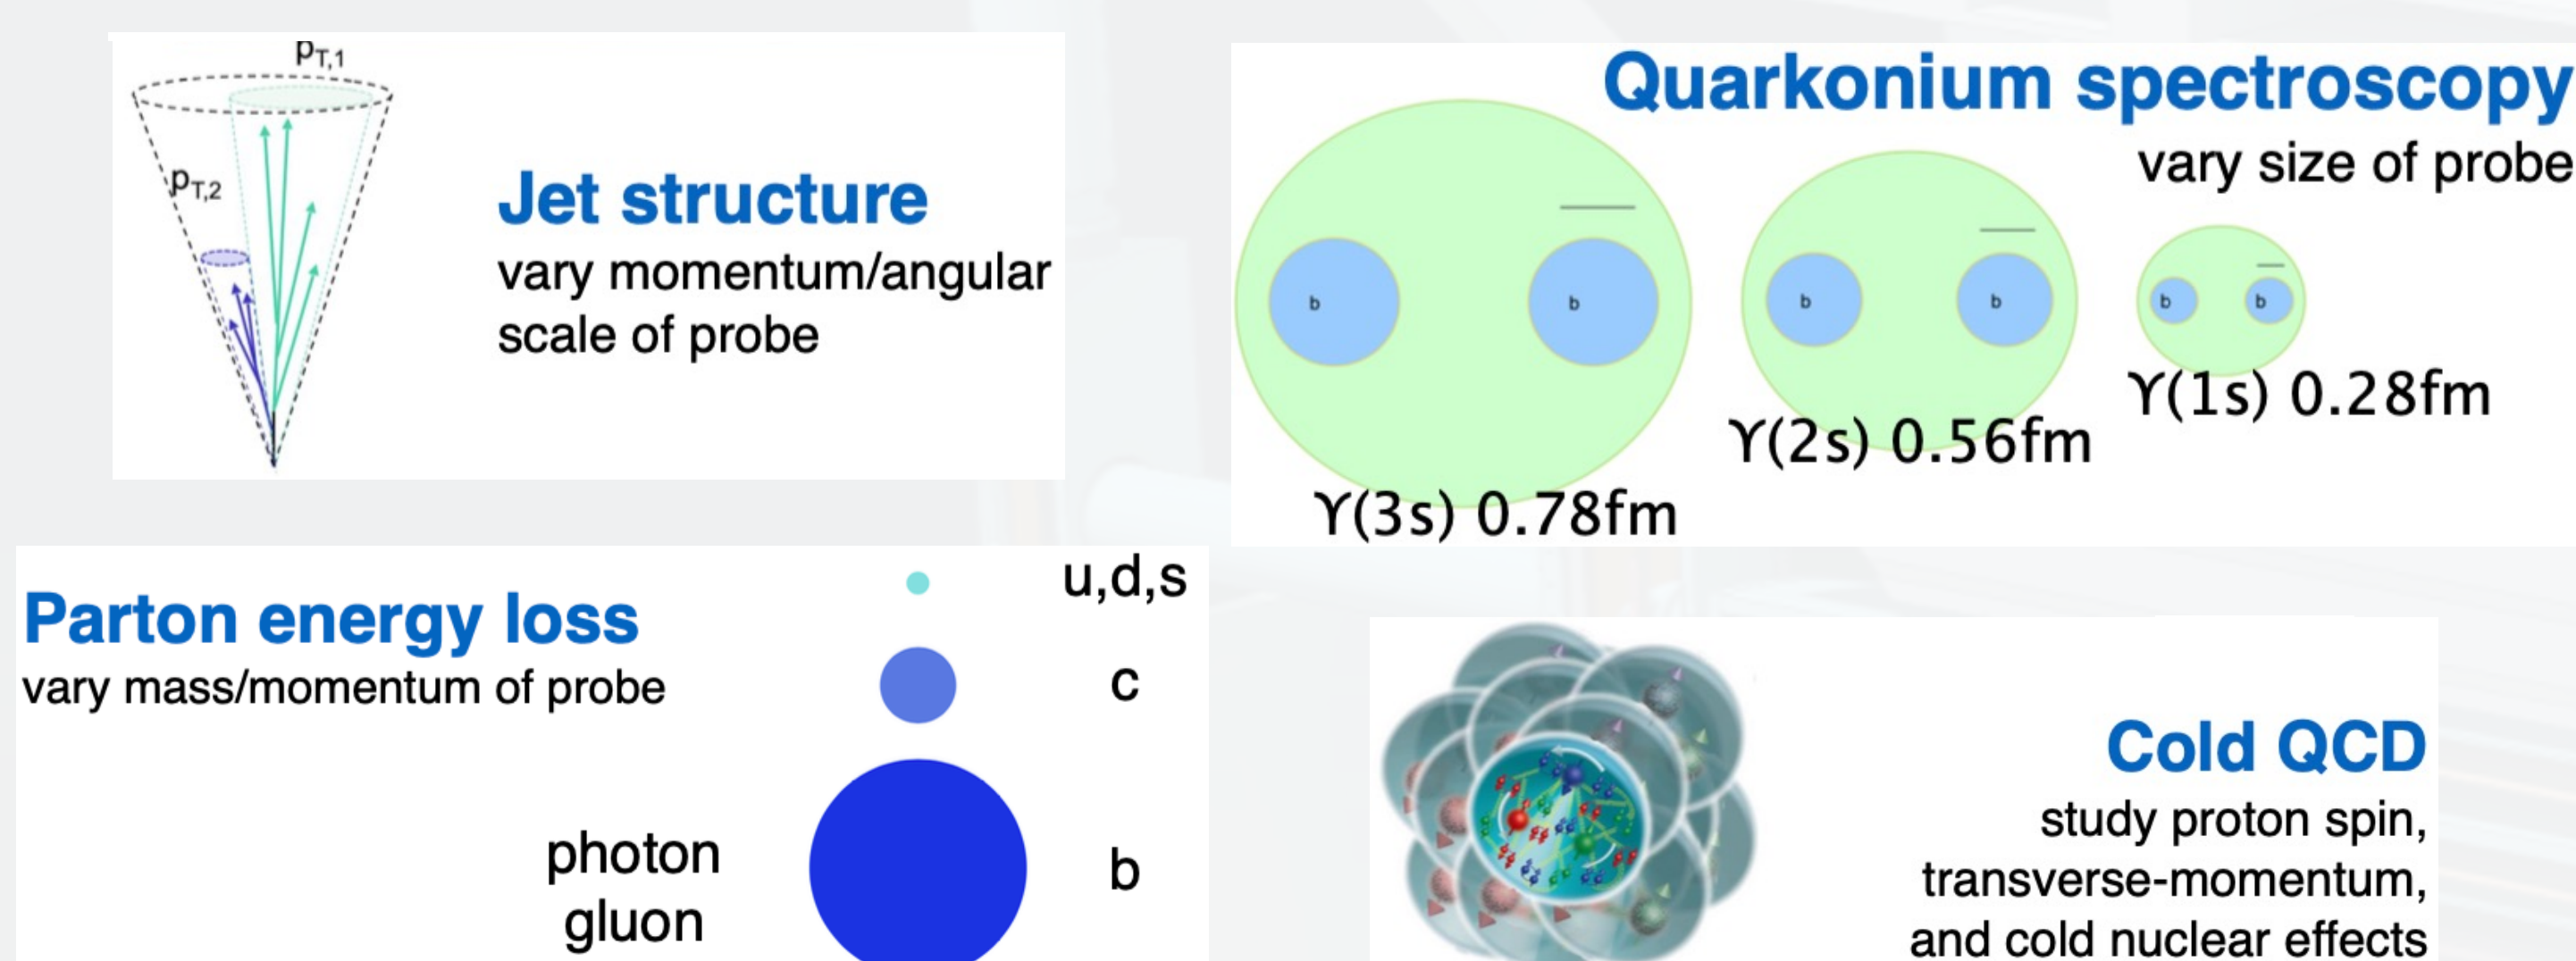 p_T,1
p_T,2
Jet structure
vary momentum/angular
scale of probe
Quarkonium spectroscopy
vary size of probe
b b
b b
b b
ϒ(1s) 0.28fm
ϒ(2s) 0.56fm
ϒ(3s) 0.78fm
Parton energy loss
vary mass/momentum of probe
u,d,s
c
b
photon
gluon
Cold QCD
study proton spin,
transverse-momentum,
and cold nuclear effects